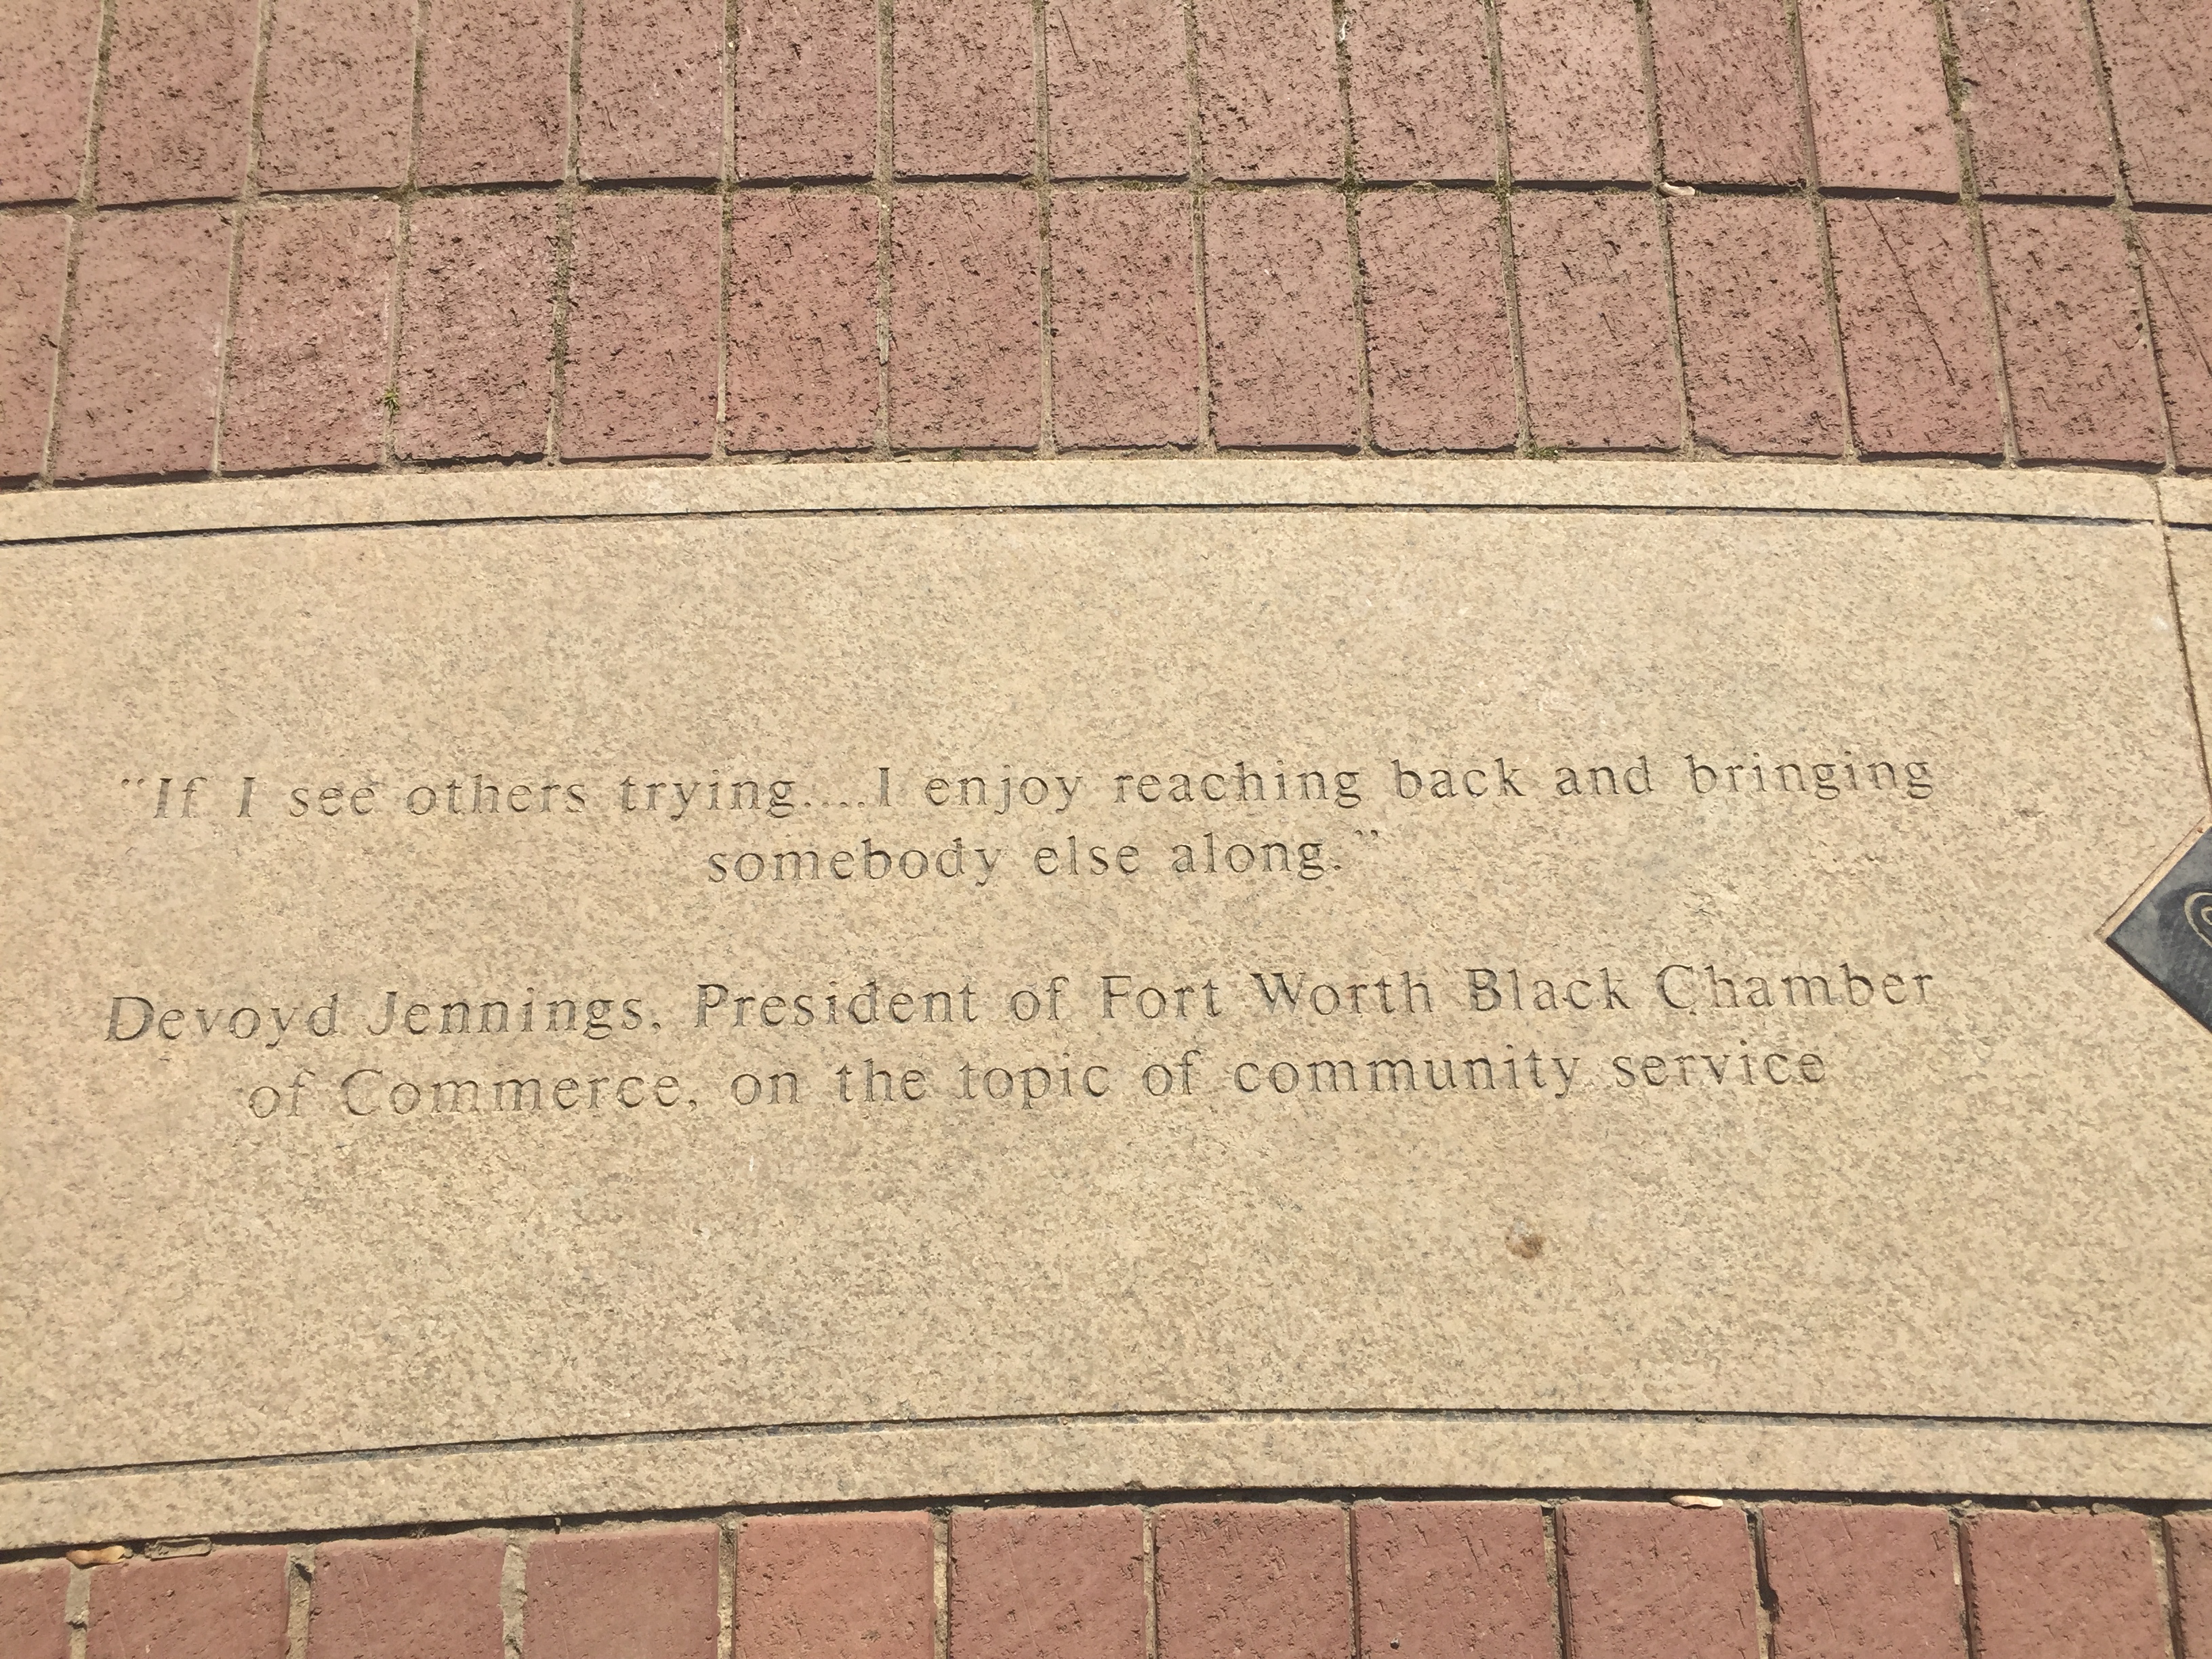 "If I see others trying....I enjoy reaching back and bringing
somebody else along."
Devoyd Jennings, President of Fort Worth Black Chamber
of Commerce, on the topic of community service